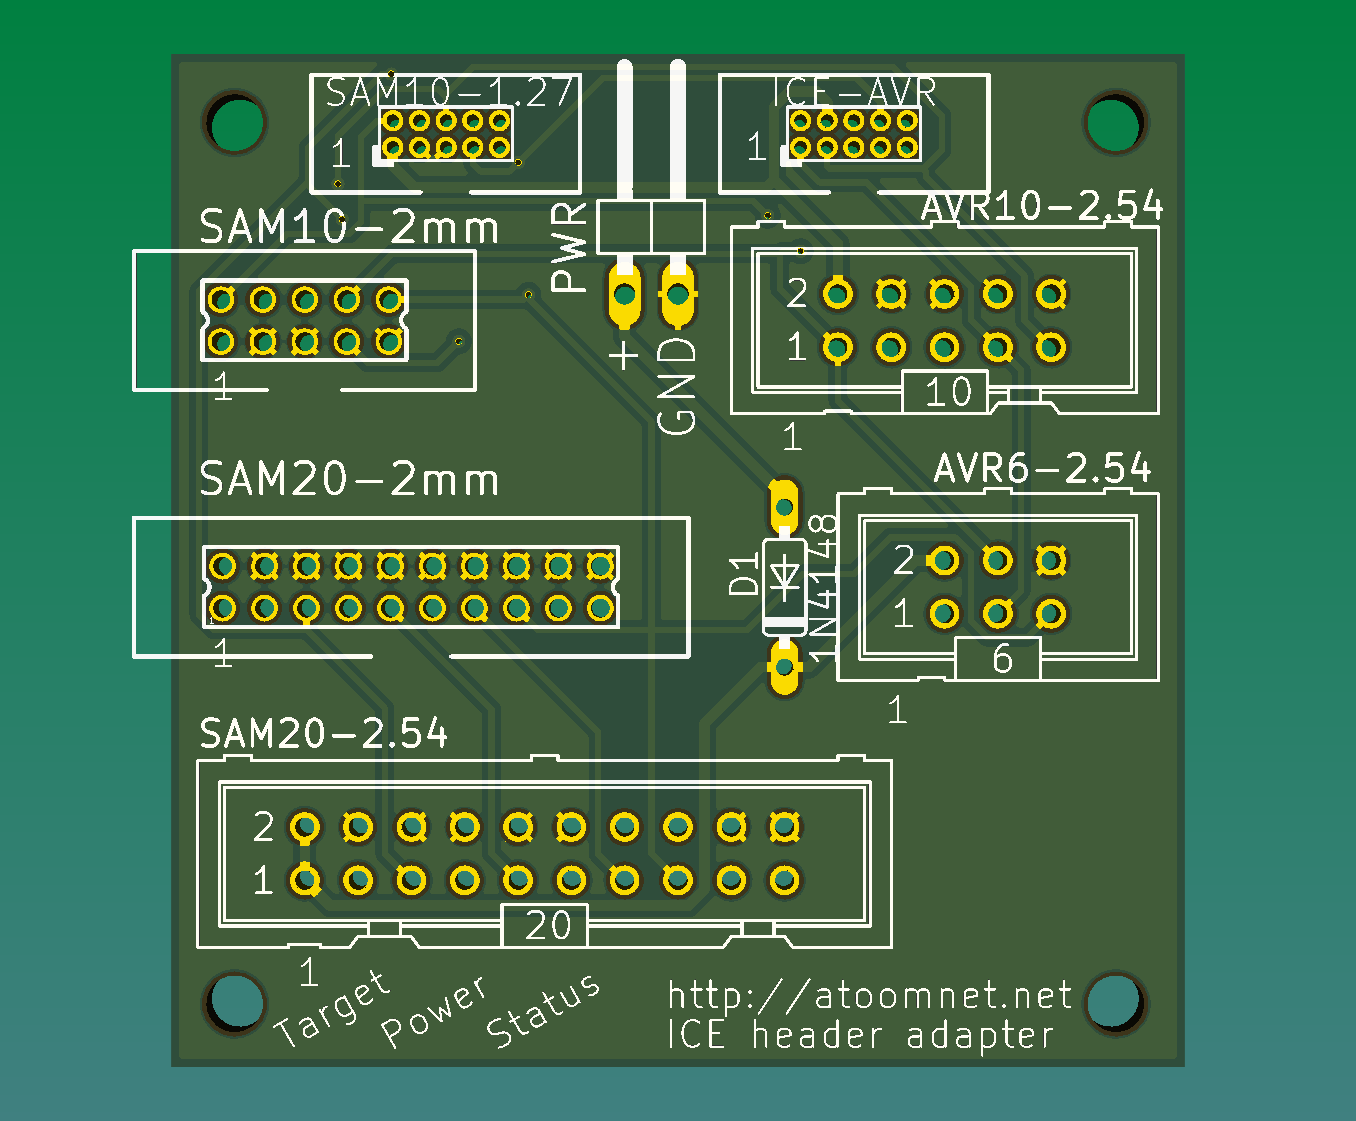 SAM10-1.27
ICE-AVR
1
1
SAM10-2mm
PWR
AVR10-2.54
2
1
+
GND
10
1
1
SAM20-2mm
AVR6-2.54
D1
1N4148
2
1
1
1
6
1
SAM20-2.54
2
1
20
1
Target
Power
Status
http://atoomnet.net
ICE header adapter